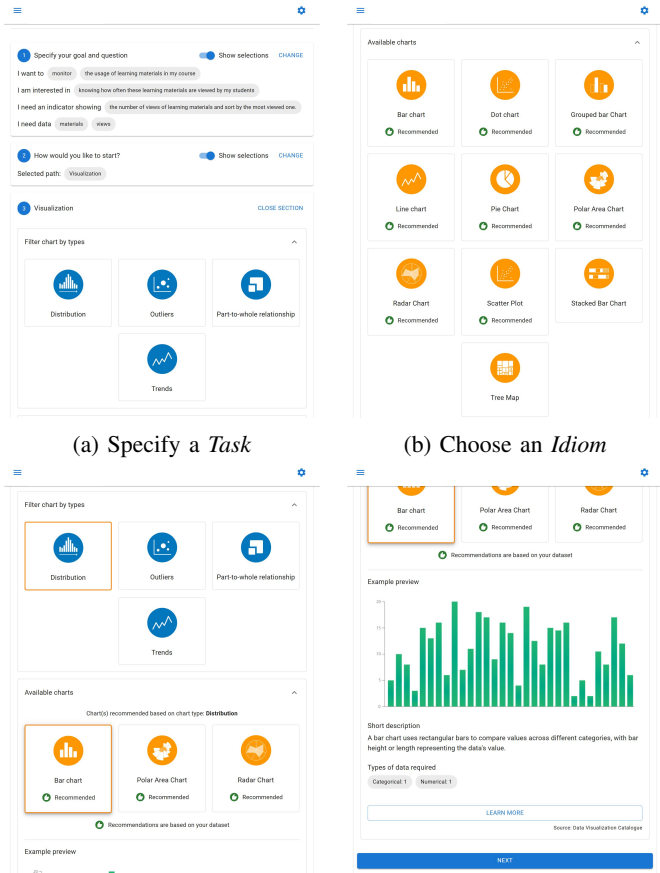 1 Specify your goal and question Show selections CHANGE
I want to monitor the usage of learning materials in my course
I am interested in knowing how often these learning materials are viewed by my students
I need an indicator showing the number of views of learning materials and sort by the most viewed one.
I need data materials views
2 How would you like to start? Show selections CHANGE
Selected path: Visualization
3 Visualization CLOSE SECTION
Filter chart by types
Distribution Outliers Part-to-whole relationship
Trends
(a) Specify a Task
Available charts
Bar chart Dot chart Grouped bar Chart
Recommended Recommended Recommended
Line chart Pie Chart Polar Area Chart
Recommended Recommended Recommended
Radar Chart Scatter Plot Stacked Bar Chart
Recommended Recommended
Tree Map
(b) Choose an Idiom
Filter chart by types
Distribution Outliers Part-to-whole relationship
Trends
Available charts
Chart(s) recommended based on chart type: Distribution
Bar chart Polar Area Chart Radar Chart
Recommended Recommended Recommended
Recommendations are based on your dataset
Example preview
20
Bar chart Polar Area Chart Radar Chart
Recommended Recommended Recommended
Recommendations are based on your dataset
Example preview
20
15
10
5
0
Short description
A bar chart uses rectangular bars to compare values across different categories, with bar
height or length representing the data's value.
Types of data required
Categorical: 1 Numerical: 1
LEARN MORE
Source: Data Visualization Catalogue
NEXT